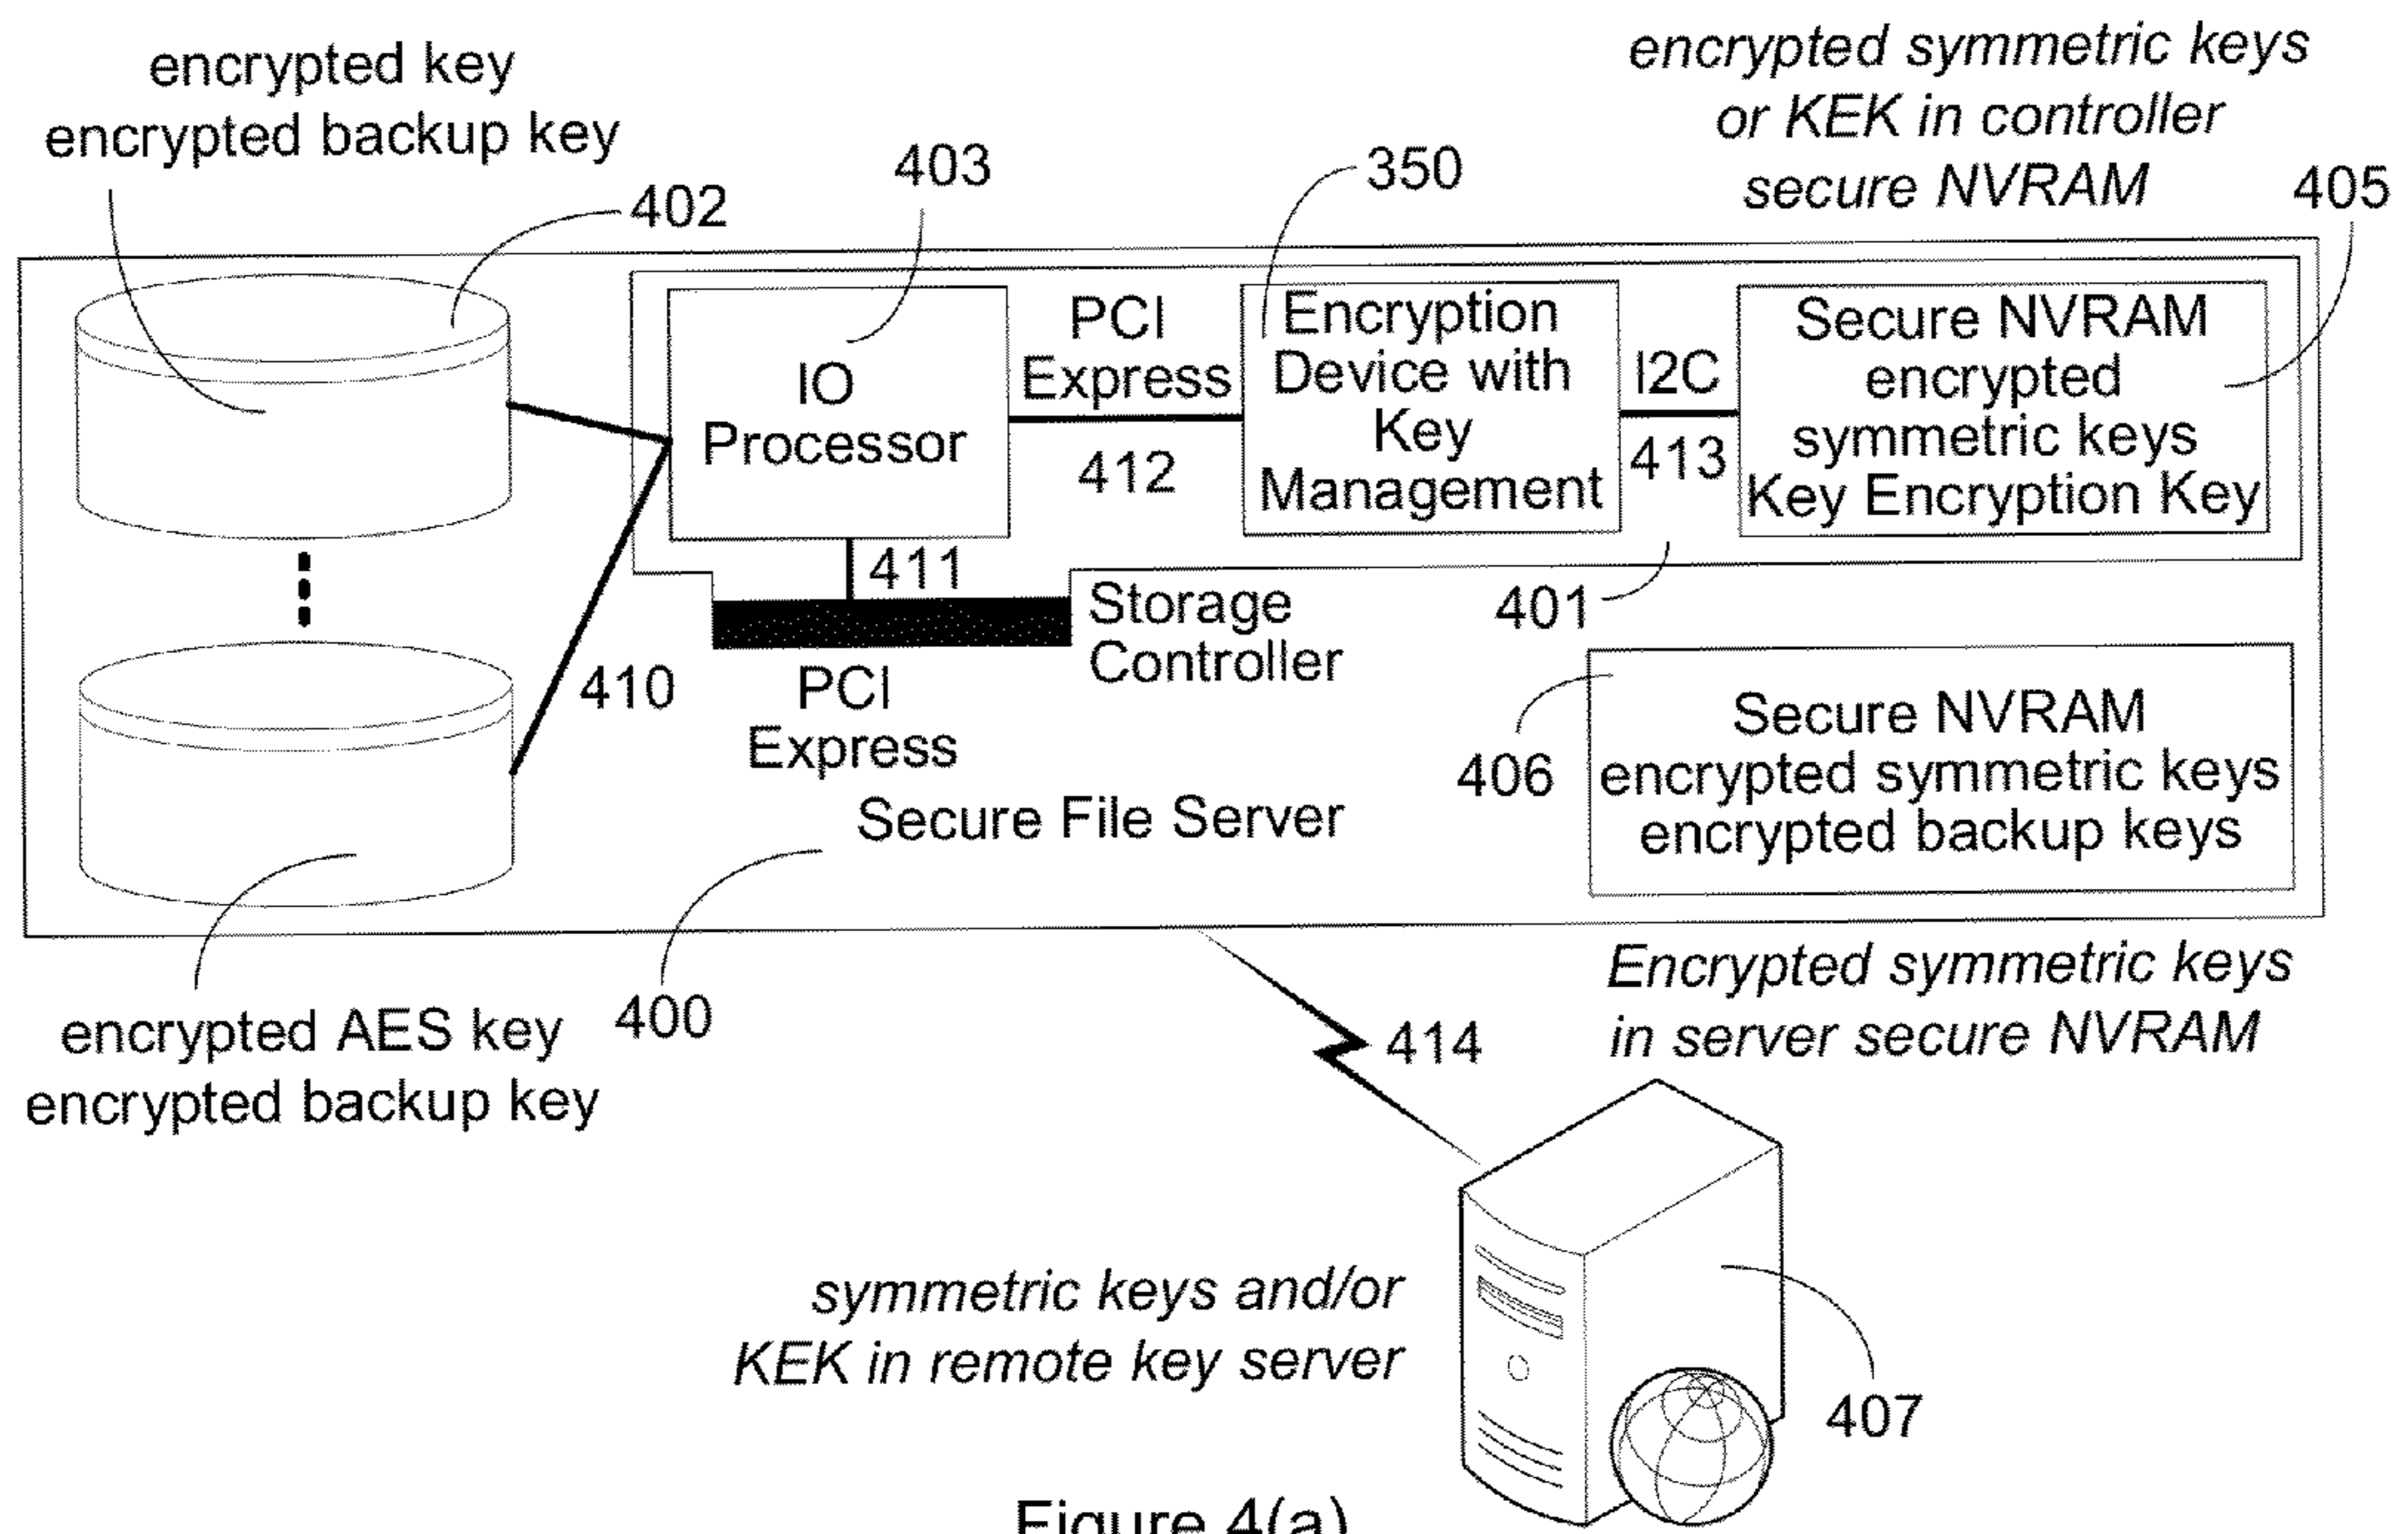 encrypted key
encrypted backup key
402
403
350
encrypted symmetric keys
or KEK in controller
secure NVRAM
405
IO
Processor
PCI
Express
412
Encryption
Device with
Key
Management
I2C
413
Secure NVRAM
encrypted
symmetric keys
Key Encryption Key
411
Storage
Controller
401
410
PCI
Express
Secure File Server
406
Secure NVRAM
encrypted symmetric keys
encrypted backup keys
encrypted AES key
encrypted backup key
400
414
Encrypted symmetric keys
in server secure NVRAM
symmetric keys and/or
KEK in remote key server
407
Figure 4(a)